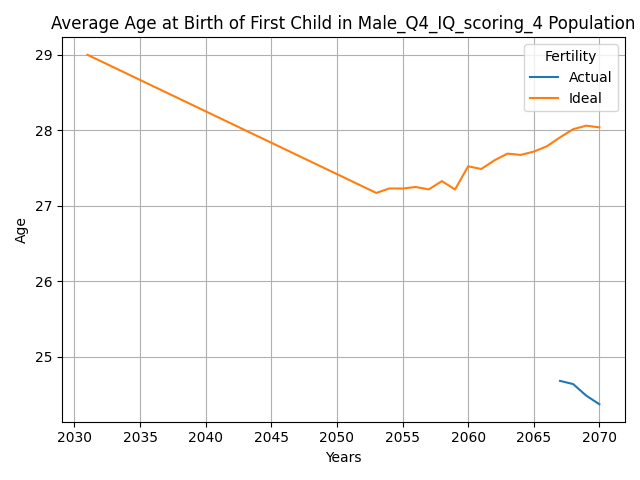 Average Age at Birth of First Child in Male_Q4_IQ_scoring_4 Population
Fertility
Actual
Ideal
29
28
27
26
25
Age
2030 2035 2040 2045 2050 2055 2060 2065 2070
Years